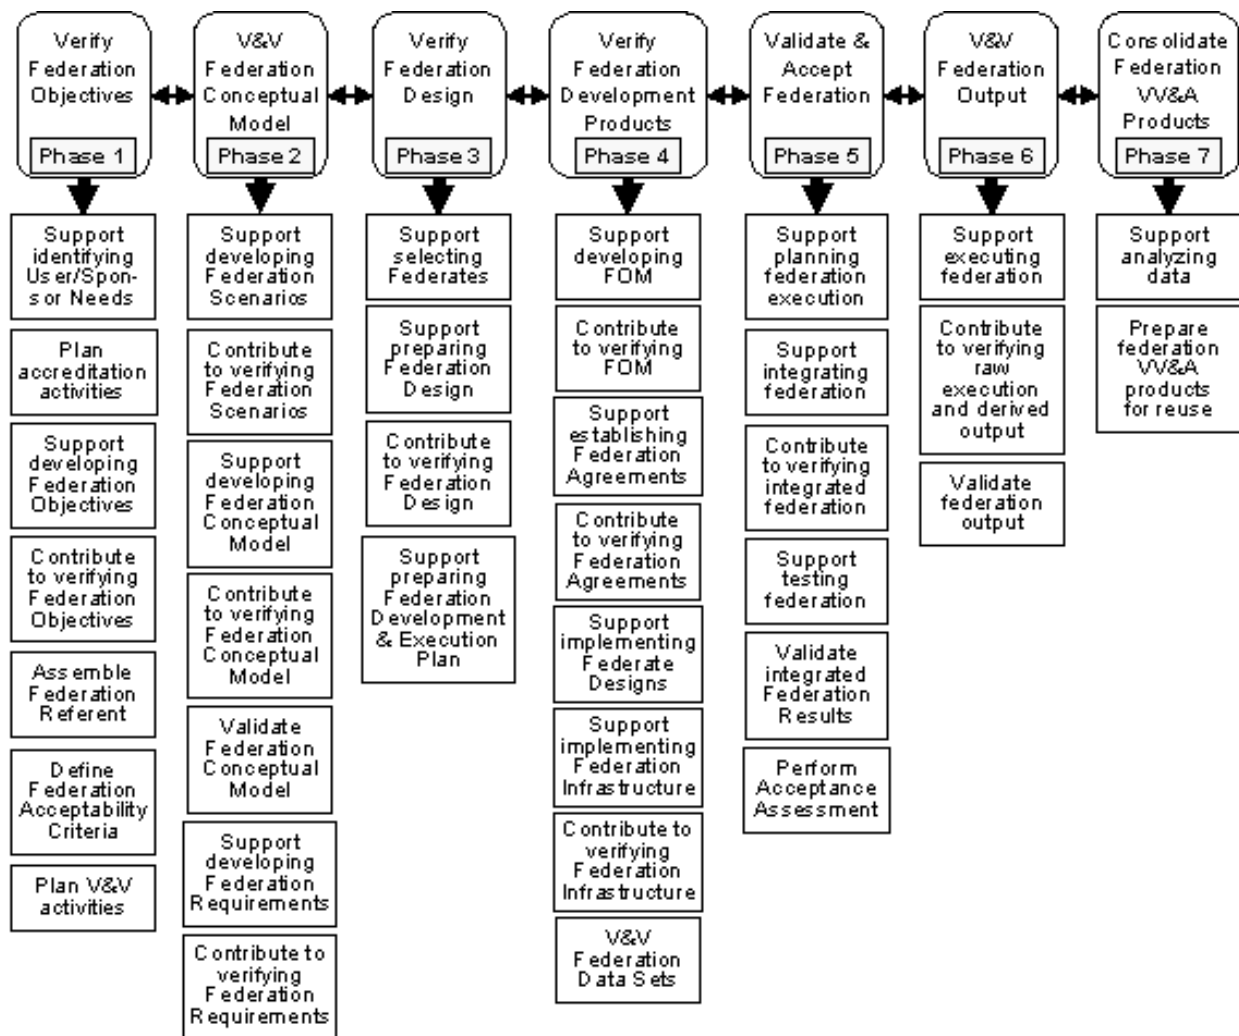 Verify
Federation
Objectives
Phase 1
V&V
Federation
Conceptual
Model
Phase 2
Verify
Federation
Design
Phase 3
Verify
Federation
Development
Products
Phase 4
Validate &
Accept
Federation
Phase 5
V&V
Federation
Output
Phase 6
Consolidate
Federation
VV&A
Products
Phase 7
Support
identifying
User/Spon-
sor Needs
Plan
accreditation
activities
Support
developing
Federation
Objectives
Contribute
to verifying
Federation
Objectives
Assemble
Federation
Referent
Define
Federation
Acceptability
Criteria
Plan V&V
activities
Support
developing
Federation
Scenarios
Contribute
to verifying
Federation
Scenarios
Support
developing
Federation
Conceptual
Model
Contribute
to verifying
Federation
Conceptual
Model
Validate
Federation
Conceptual
Model
Support
developing
Federation
Requirements
Contribute to
verifying
Federation
Requirements
Support
selecting
Federates
Support
preparing
Federation
Design
Contribute
to verifying
Federation
Design
Support
preparing
Federation
Development
& Execution
Plan
Support
developing
FOM
Contribute
to verifying
FOM
Support
establishing
Federation
Agreements
Contribute
to verifying
Federation
Agreements
Support
implementing
Federate
Designs
Support
implementing
Federation
Infrastructure
Contribute to
verifying
Federation
Infrastructure
V&V
Federation
Data Sets
Support
planning
federation
execution
Support
integrating
federation
Contribute
to verifying
integrated
federation
Support
testing
federation
Validate
integrated
Federation
Results
Perform
Acceptance
Assessment
Support
executing
federation
Contribute
to verifying
raw
execution
and derived
output
Validate
federation
output
Support
analyzing
data
Prepare
federation
VV&A
products
for reuse